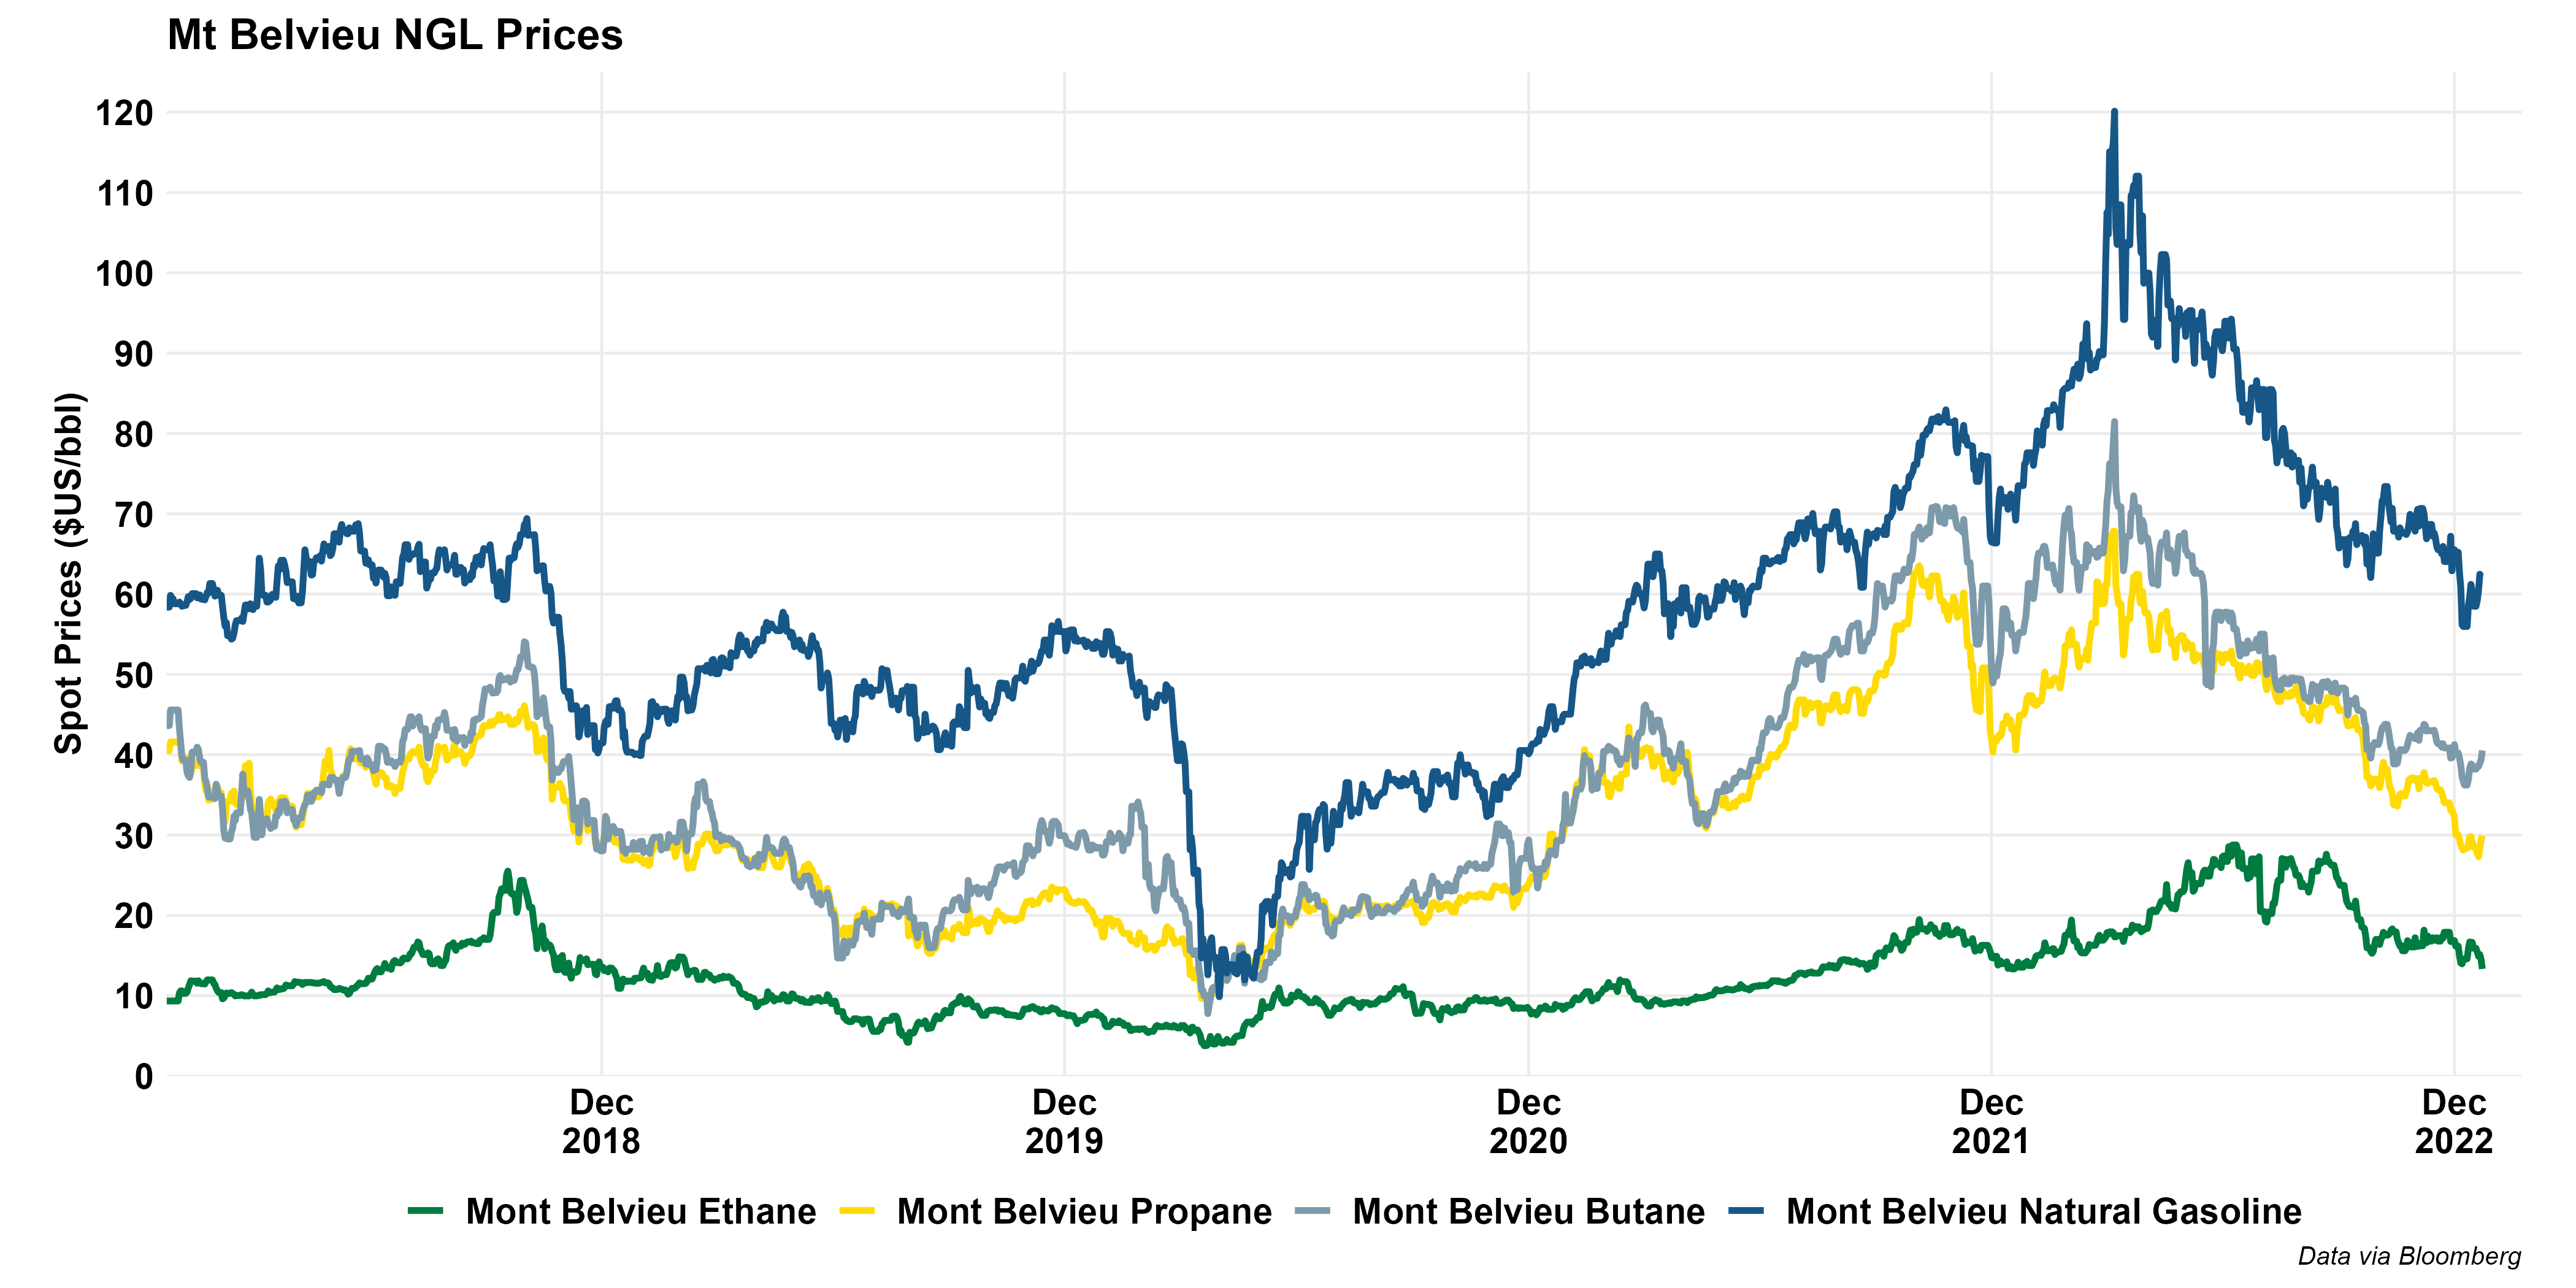 Mt Belvieu NGL Prices
Spot Prices ($US/bbl)
120
110
100
90
80
70
60
50
40
30
20
10
0
Dec Dec Dec Dec Dec
2018 2019 2020 2021 2022
Mont Belvieu Ethane Mont Belvieu Propane Mont Belvieu Butane Mont Belvieu Natural Gasoline
Data via Bloomberg